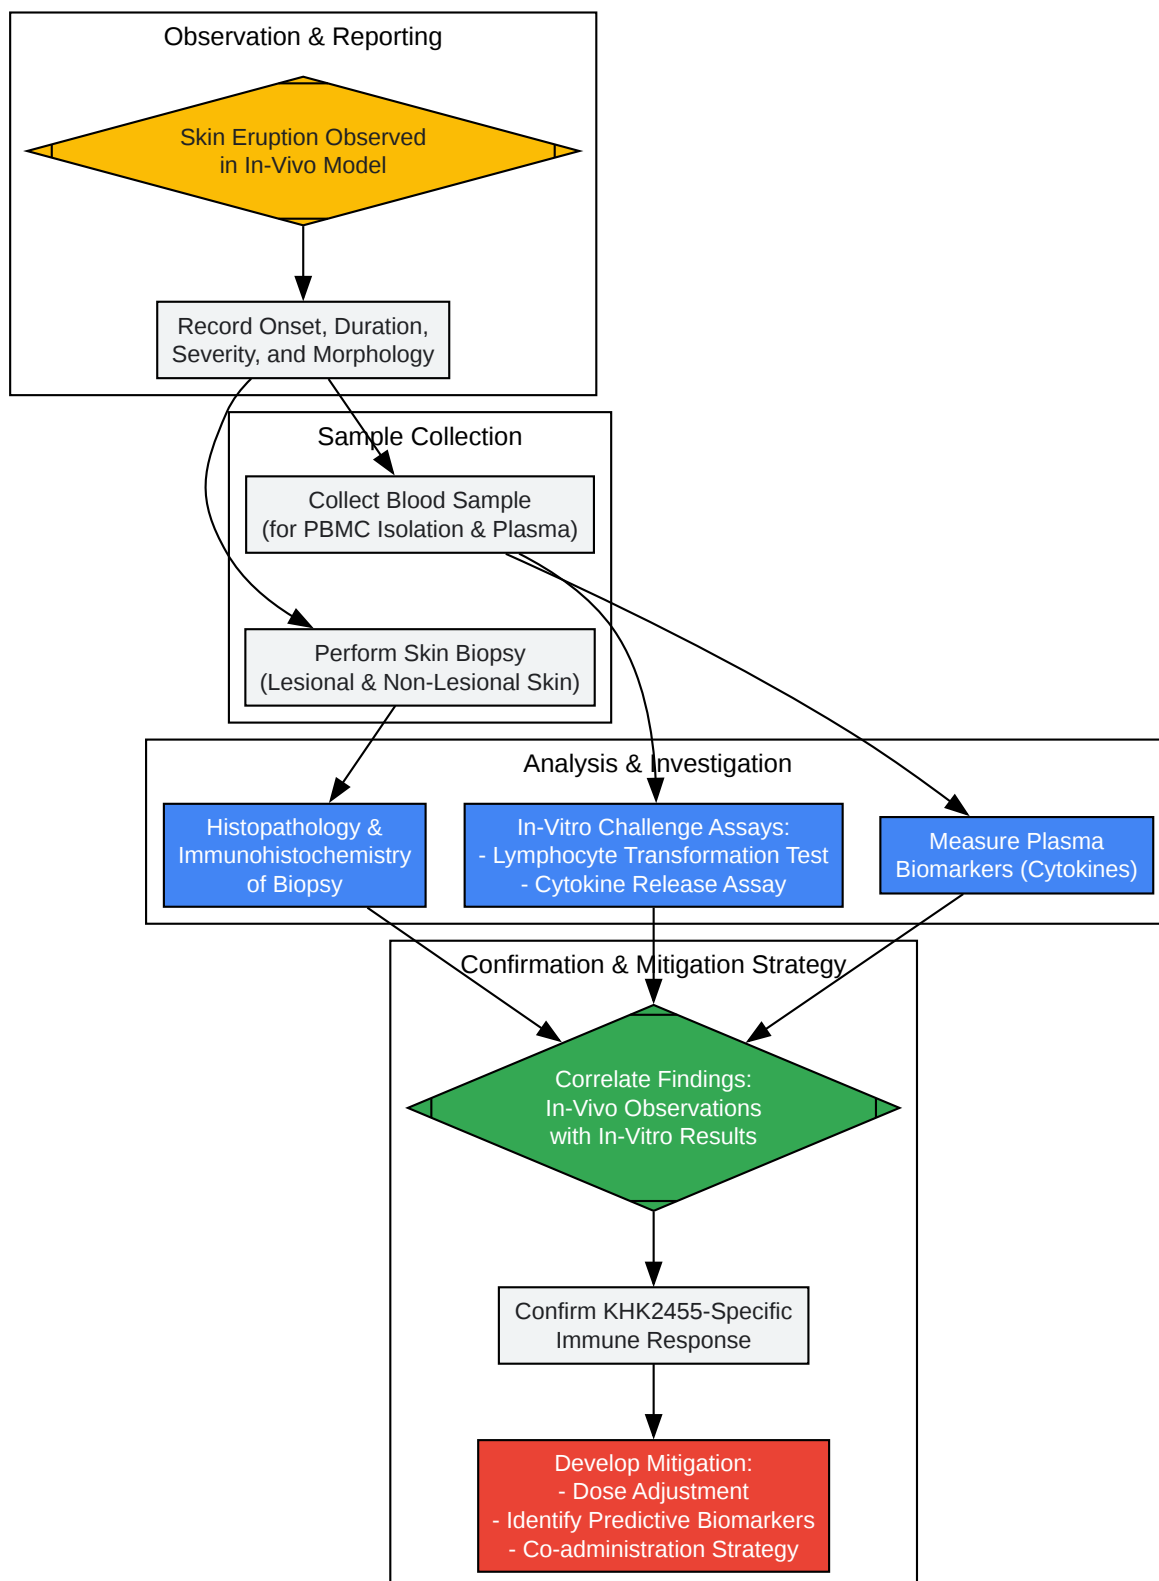 Observation & Reporting
Skin Eruption Observed
in In-Vivo Model
Record Onset, Duration,
Severity, and Morphology
Sample Collection
Collect Blood Sample
(for PBMC Isolation & Plasma)
Perform Skin Biopsy
(Lesional & Non-Lesional Skin)
Analysis & Investigation
Histopathology &
Immunohistochemistry
of Biopsy
In-Vitro Challenge Assays:
- Lymphocyte Transformation Test
- Cytokine Release Assay
Measure Plasma
Biomarkers (Cytokines)
Confirmation & Mitigation Strategy
Correlate Findings:
In-Vivo Observations
with In-Vitro Results
Confirm KHK2455-Specific
Immune Response
Develop Mitigation:
- Dose Adjustment
- Identify Predictive Biomarkers
- Co-administration Strategy